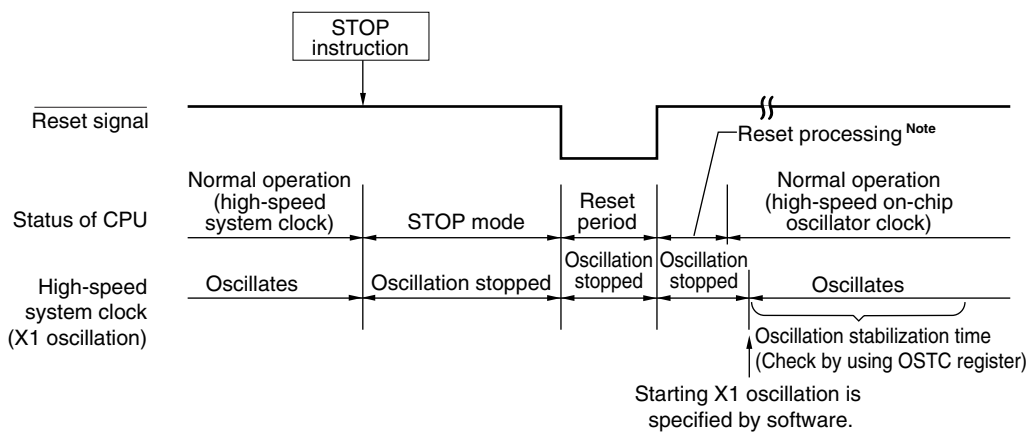 STOP
instruction
Reset signal
Reset processing Note
Status of CPU
Normal operation
(high-speed
system clock)
STOP mode
Reset
period
Normal operation
(high-speed on-chip
oscillator clock)
High-speed
system clock
(X1 oscillation)
Oscillates
Oscillation stopped
Oscillation
stopped
Oscillation
stopped
Oscillates
Oscillation stabilization time
(Check by using OSTC register)
Starting X1 oscillation is
specified by software.